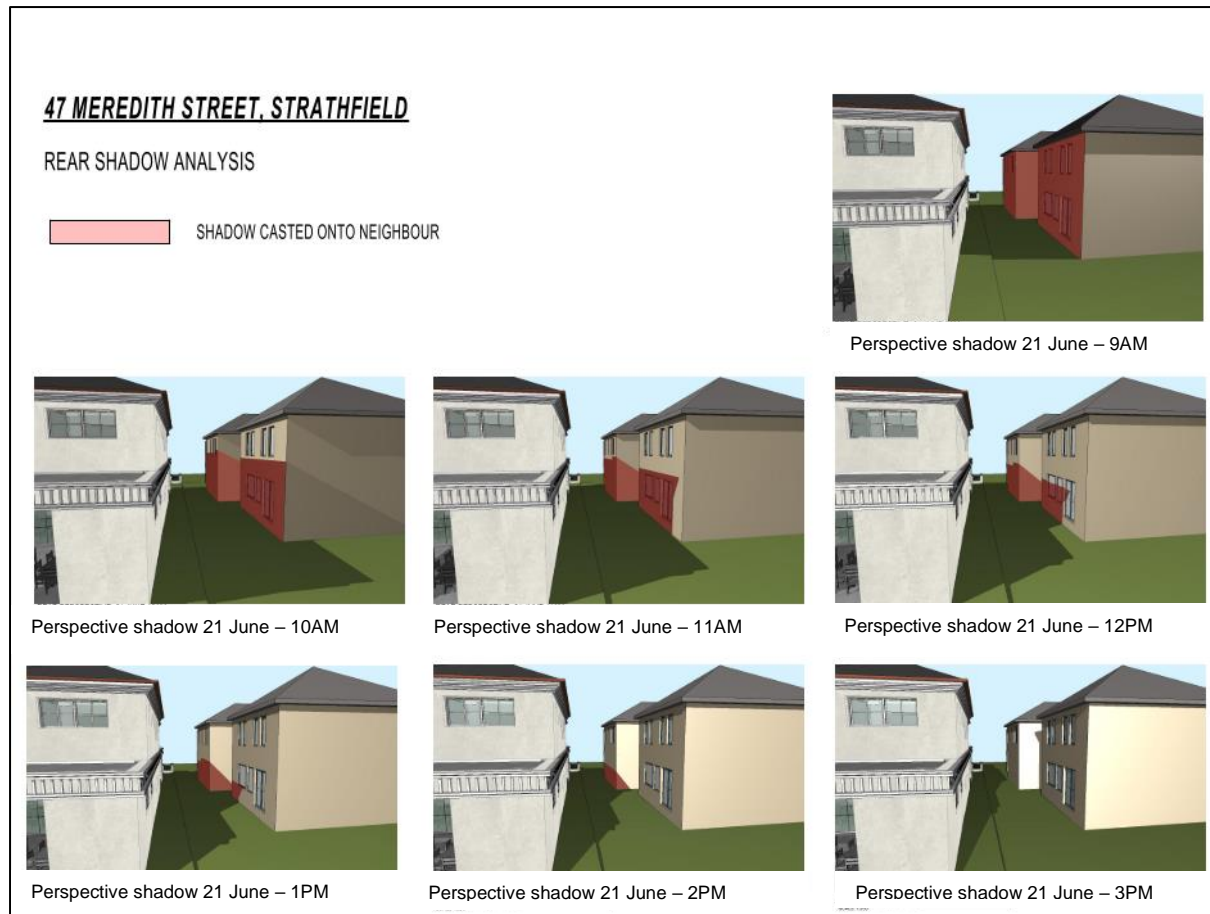 47 MEREDITH STREET, STRATHFIELD
REAR SHADOW ANALYSIS
SHADOW CASTED ONTO NEIGHBOUR
Perspective shadow 21 June – 9AM
Perspective shadow 21 June – 10AM
Perspective shadow 21 June – 11AM
Perspective shadow 21 June – 12PM
Perspective shadow 21 June – 1PM
Perspective shadow 21 June – 2PM
Perspective shadow 21 June – 3PM